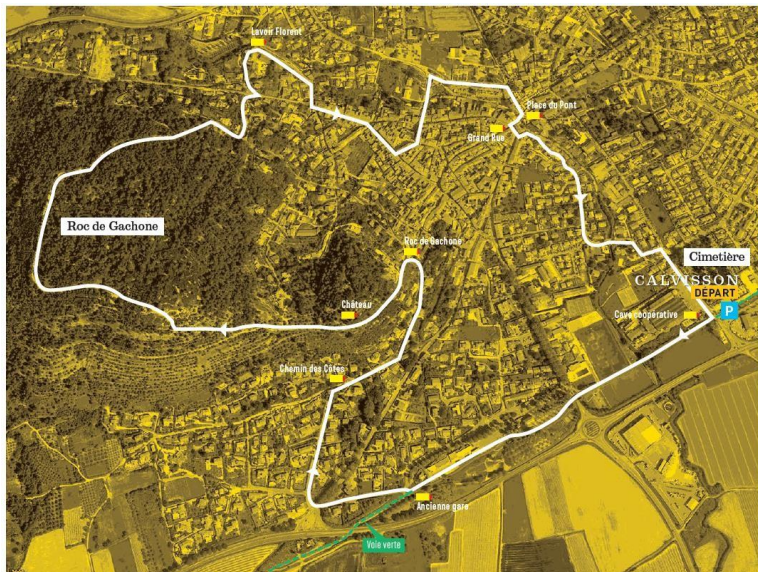 Lavoir Florent
Place du Pont
Grand Rue
Roc de Gachone
Roc de Gachone
Cimetière
CALVISSON
DÉPART
P
Château
Cave coopérative
Chemin des Côtes
Ancienne gare
Voie verte